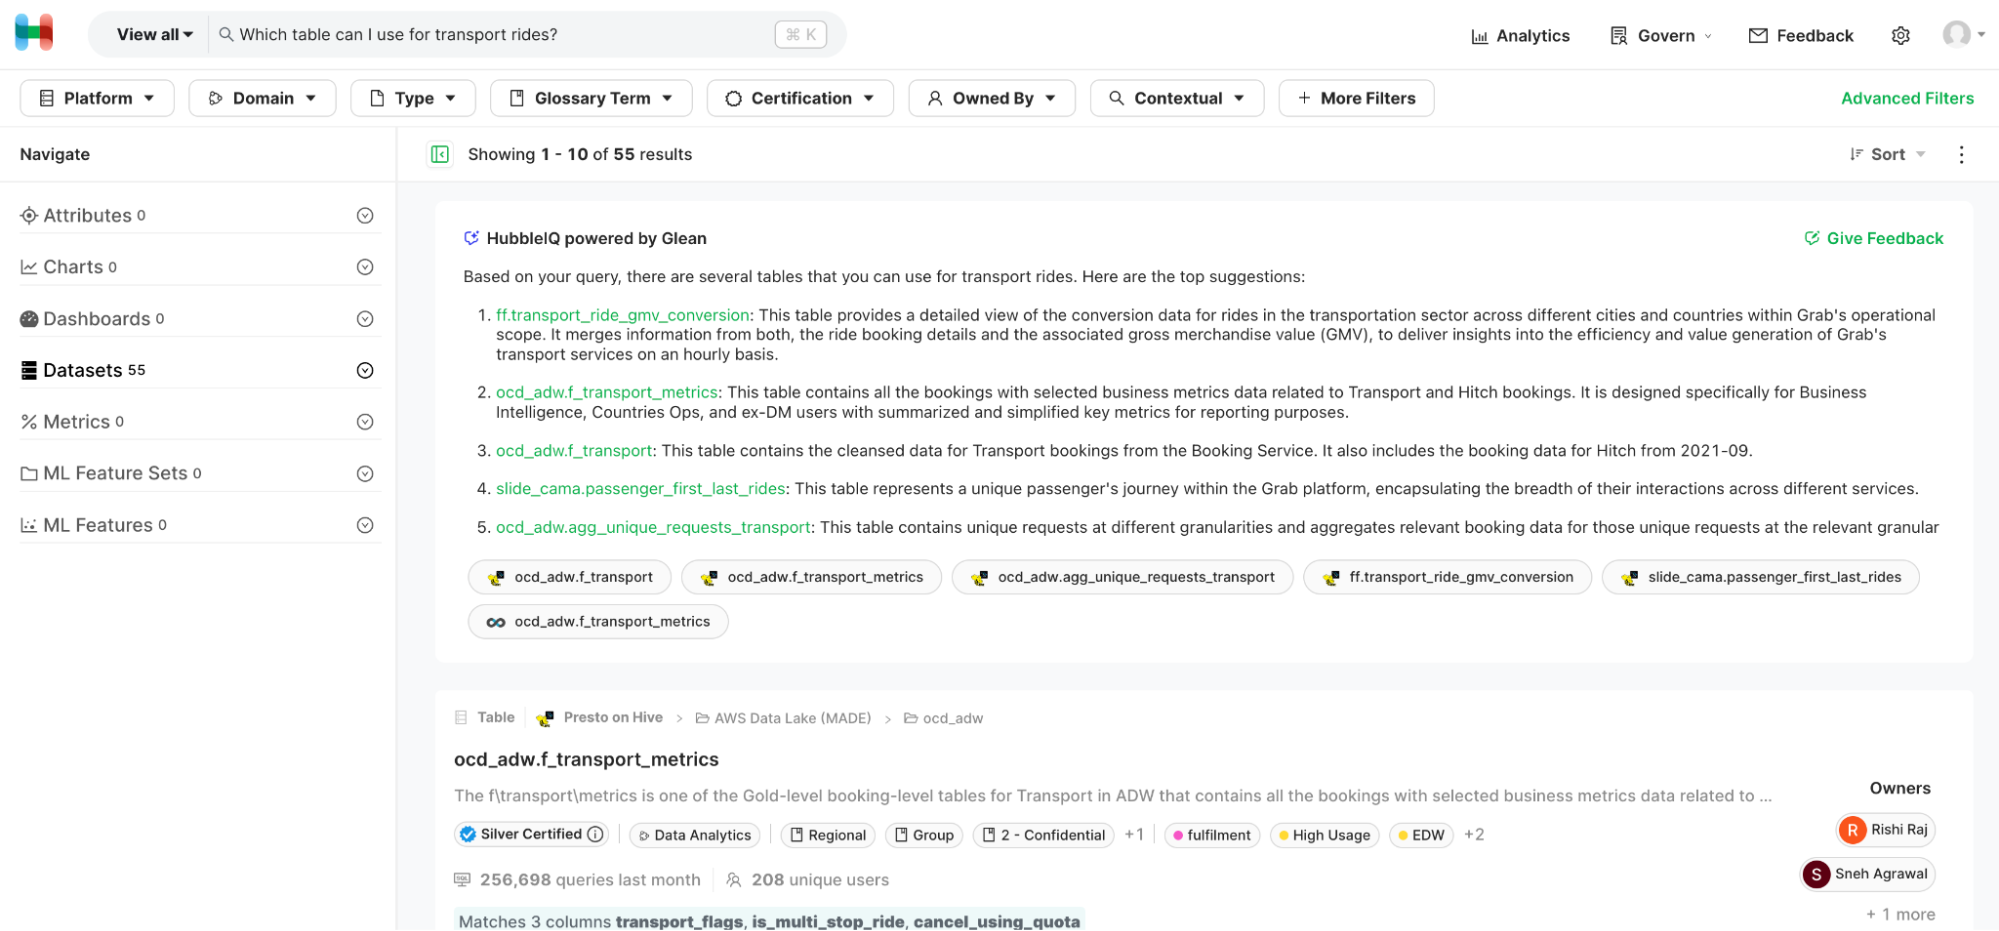 View all
Which table can I use for transport rides?
⌘ K
Analytics
Govern
Feedback
Platform
Domain
Type
Glossary Term
Certification
Owned By
Contextual
+ More Filters
Advanced Filters
Navigate
Showing 1 - 10 of 55 results
Sort
Attributes 0
Charts 0
Dashboards 0
Datasets 55
Metrics 0
ML Feature Sets 0
ML Features 0
HubbleIQ powered by Glean
Give Feedback
Based on your query, there are several tables that you can use for transport rides. Here are the top suggestions:
1. ff.transport_ride_gmv_conversion: This table provides a detailed view of the conversion data for rides in the transportation sector across different cities and countries within Grab's operational
scope. It merges information from both, the ride booking details and the associated gross merchandise value (GMV), to deliver insights into the efficiency and value generation of Grab's
transport services on an hourly basis.
2. ocd_adw.f_transport_metrics: This table contains all the bookings with selected business metrics data related to Transport and Hitch bookings. It is designed specifically for Business
Intelligence, Countries Ops, and ex-DM users with summarized and simplified key metrics for reporting purposes.
3. ocd_adw.f_transport: This table contains the cleansed data for Transport bookings from the Booking Service. It also includes the booking data for Hitch from 2021-09.
4. slide_cama.passenger_first_last_rides: This table represents a unique passenger's journey within the Grab platform, encapsulating the breadth of their interactions across different services.
5. ocd_adw.agg_unique_requests_transport: This table contains unique requests at different granularities and aggregates relevant booking data for those unique requests at the relevant granular
ocd_adw.f_transport
ocd_adw.f_transport_metrics
ocd_adw.agg_unique_requests_transport
ff.transport_ride_gmv_conversion
slide_cama.passenger_first_last_rides
ocd_adw.f_transport_metrics
Table
Presto on Hive > AWS Data Lake (MADE) > ocd_adw
ocd_adw.f_transport_metrics
The f\transport\metrics is one of the Gold-level booking-level tables for Transport in ADW that contains all the bookings with selected business metrics data related to ...
Silver Certified
Data Analytics
Regional
Group
2 - Confidential
+1
fulfilment
High Usage
EDW
+2
256,698 queries last month
208 unique users
Matches 3 columns transport_flags, is_multi_stop_ride, cancel_using_quota
Owners
R Rishi Raj
S Sneh Agrawal
+ 1 more